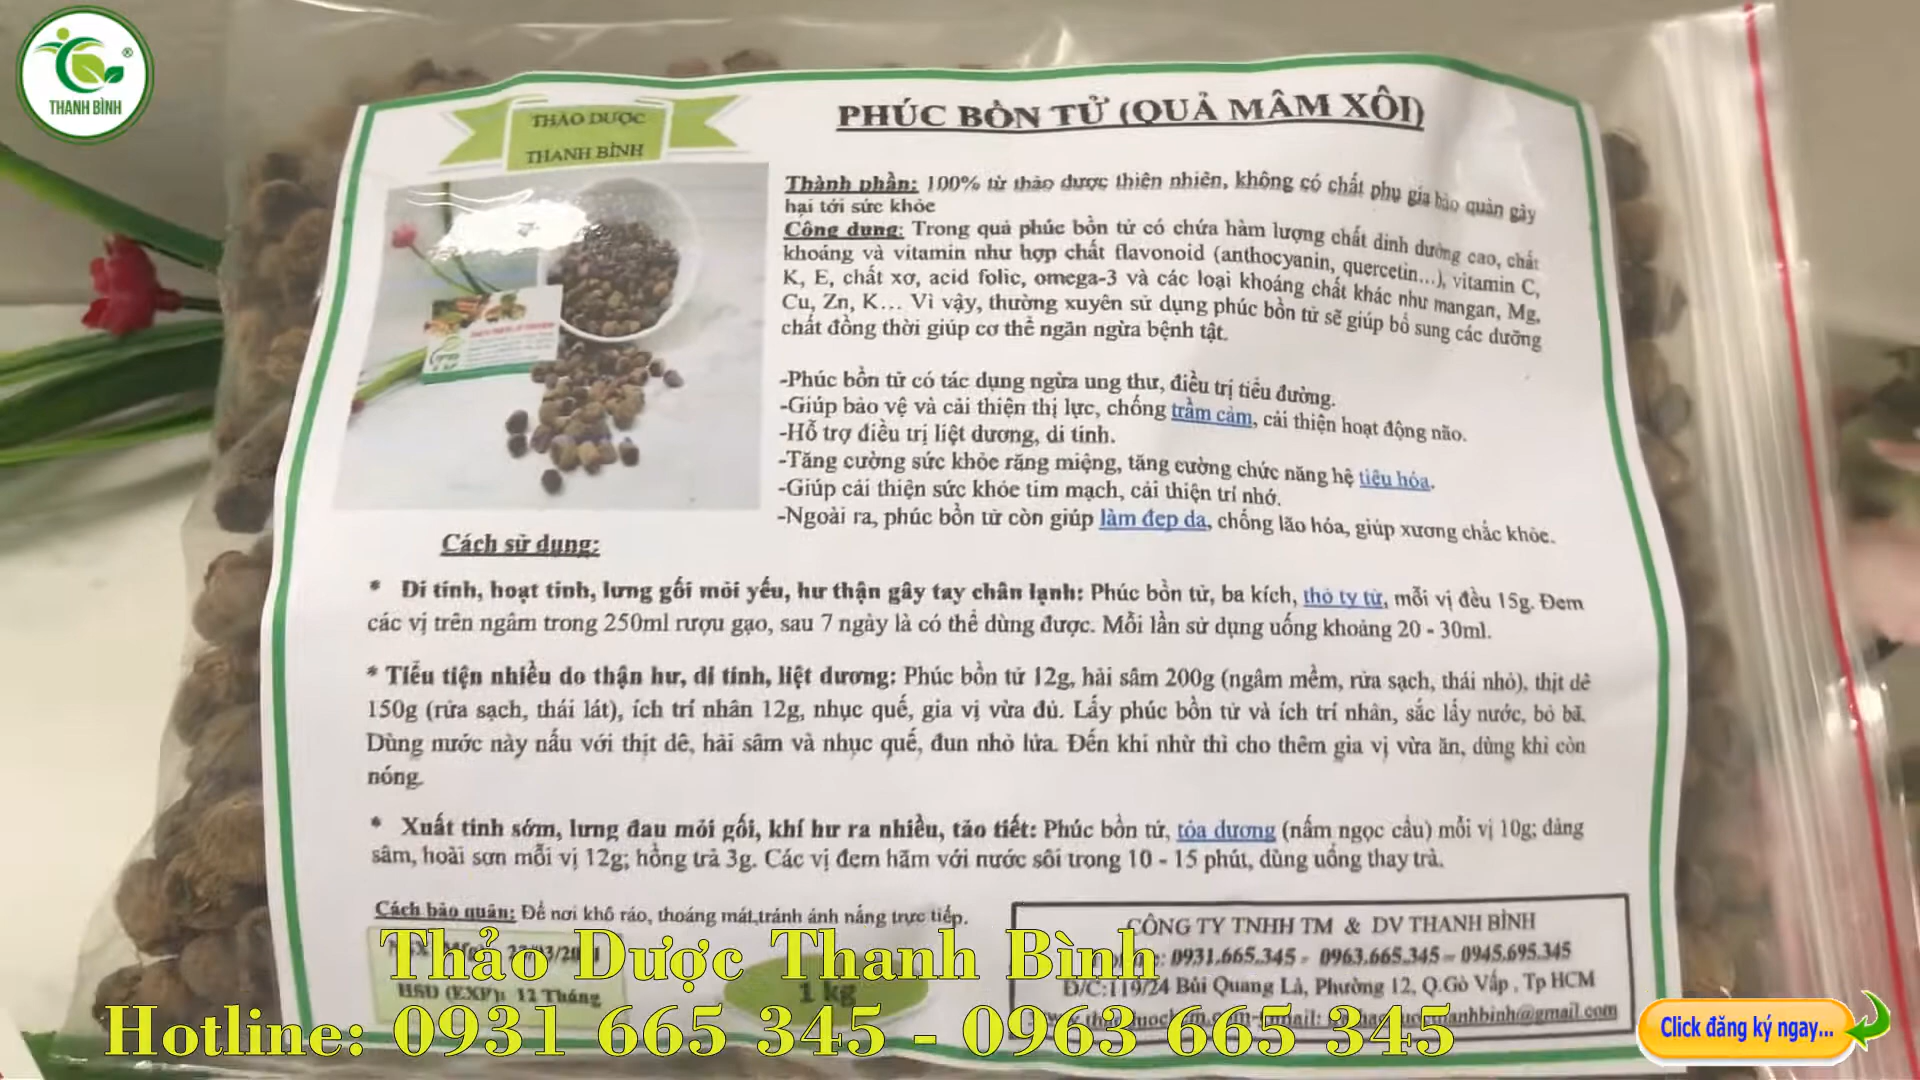 THANH BÌNH
THẢO DƯỢC
THANH BÌNH
PHÚC BỒN TỬ (QUẢ MÂM XÔI)
Thành phần: 100% từ thảo dược thiên nhiên, không có chất phụ gia bảo quản gây
hại tới sức khỏe
Công dụng: Trong quả phúc bồn tử có chứa hàm lượng chất dinh dưỡng cao, chất
khoáng và vitamin như hợp chất flavonoid (anthocyanin, quercetin...), vitamin C,
K, E, chất xơ, acid folic, omega-3 và các loại khoáng chất khác như mangan, Mg,
Cu, Zn, K… Vì vậy, thường xuyên sử dụng phúc bồn tử sẽ giúp bổ sung các dưỡng
chất đồng thời giúp cơ thể ngăn ngừa bệnh tật.
-Phúc bồn tử có tác dụng ngừa ung thư, điều trị tiểu đường.
-Giúp bảo vệ và cải thiện thị lực, chống trầm cảm, cải thiện hoạt động não.
-Hỗ trợ điều trị liệt dương, di tinh.
-Tăng cường sức khỏe răng miệng, tăng cường chức năng hệ tiêu hóa.
-Giúp cải thiện sức khỏe tim mạch, cải thiện trí nhớ.
-Ngoài ra, phúc bồn tử còn giúp làm đẹp da, chống lão hóa, giúp xương chắc khỏe.
Cách sử dụng:
* Di tinh, hoạt tinh, lưng gối mỏi yếu, hư thận gây tay chân lạnh: Phúc bồn tử, ba kích, thỏ ty tử, mỗi vị đều 15g. Đem
các vị trên ngâm trong 250ml rượu gạo, sau 7 ngày là có thể dùng được. Mỗi lần sử dụng uống khoảng 20 - 30ml.
* Tiểu tiện nhiều do thận hư, di tinh, liệt dương: Phúc bồn tử 12g, hải sâm 200g (ngâm mềm, rửa sạch, thái nhỏ), thịt dê
150g (rửa sạch, thái lát), ích trí nhân 12g, nhục quế, gia vị vừa đủ. Lấy phúc bồn tử và ích trí nhân, sắc lấy nước, bỏ bã.
Dùng nước này nấu với thịt dê, hải sâm và nhục quế, đun nhỏ lửa. Đến khi nhừ thì cho thêm gia vị vừa ăn, dùng khi còn
nóng.
* Xuất tinh sớm, lưng đau mỏi gối, khí hư ra nhiều, táo tiết: Phúc bồn tử, tỏa dương (nấm ngọc cẩu) mỗi vị 10g; đảng
sâm, hoài sơn mỗi vị 12g; hồng trà 3g. Các vị đem hãm với nước sôi trong 10 - 15 phút, dùng uống thay trà.
Cách bảo quản: Để nơi khô ráo, thoáng mát,tránh ánh nắng trực tiếp.
HSD (EXP): 12 Tháng
1 kg
CÔNG TY TNHH TM & DV THANH BÌNH
0931.665.345 - 0963.665.345 - 0945.695.345
Đ/C:119/24 Bùi Quang Là, Phường 12, Q.Gò Vấp , Tp HCM
Thảo Dược Thanh Bình
Hotline: 0931 665 345 - 0963 665 345
Click đăng ký ngay...